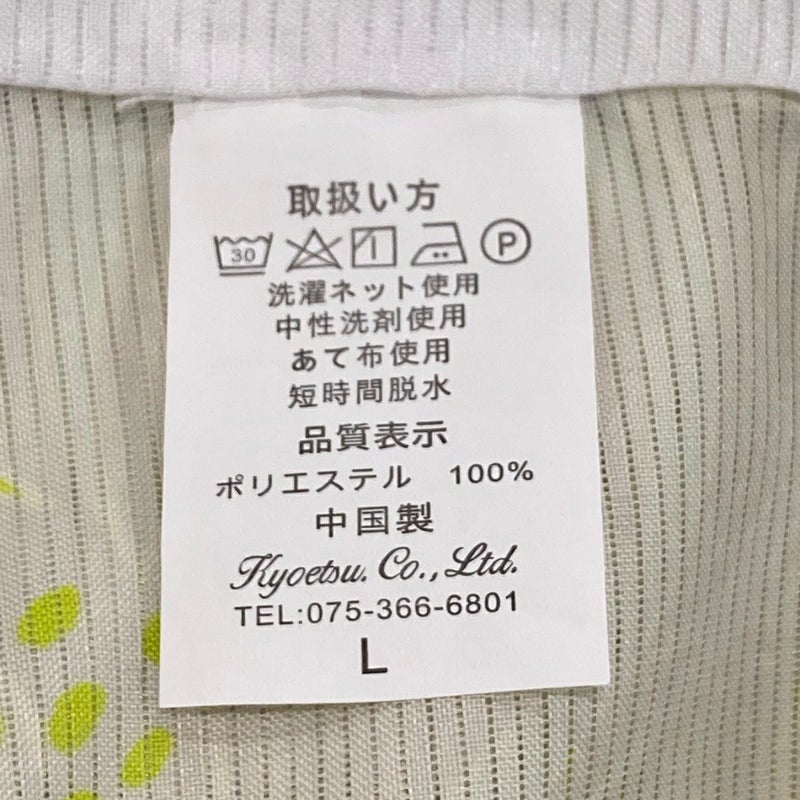 取扱い方
30 P
洗濯ネット使用
中性洗剤使用
あて布使用
短時間脱水
品質表示
ポリエステル 100%
中国製
Kyoetsu. Co., Ltd.
TEL:075-366-6801
L